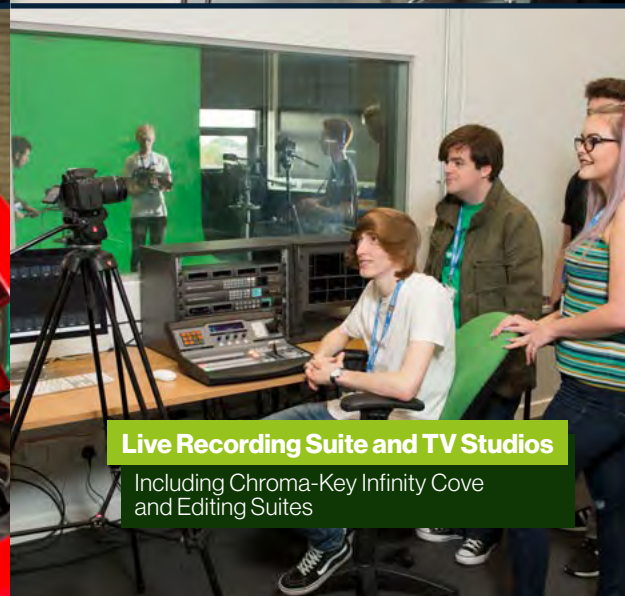 Live Recording Suite and TV Studios
Including Chroma-Key Infinity Cove
and Editing Suites